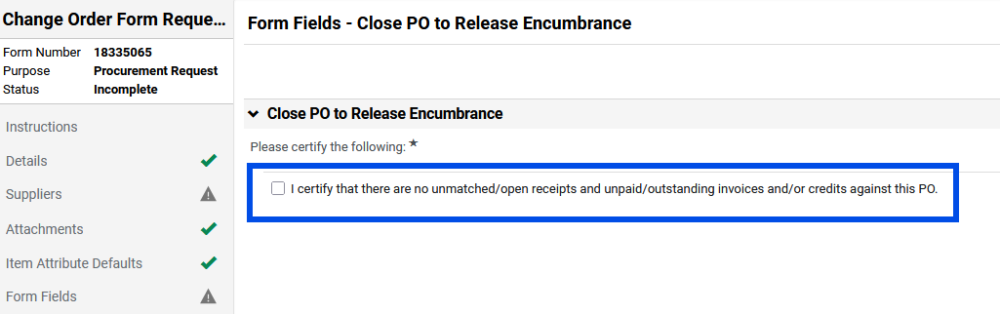 Change Order Form Reque...
Form Number 18335065
Purpose Procurement Request
Status Incomplete
Instructions
Details
Suppliers
Attachments
Item Attribute Defaults
Form Fields
Form Fields - Close PO to Release Encumbrance
Close PO to Release Encumbrance
Please certify the following: ★
I certify that there are no unmatched/open receipts and unpaid/outstanding invoices and/or credits against this PO.